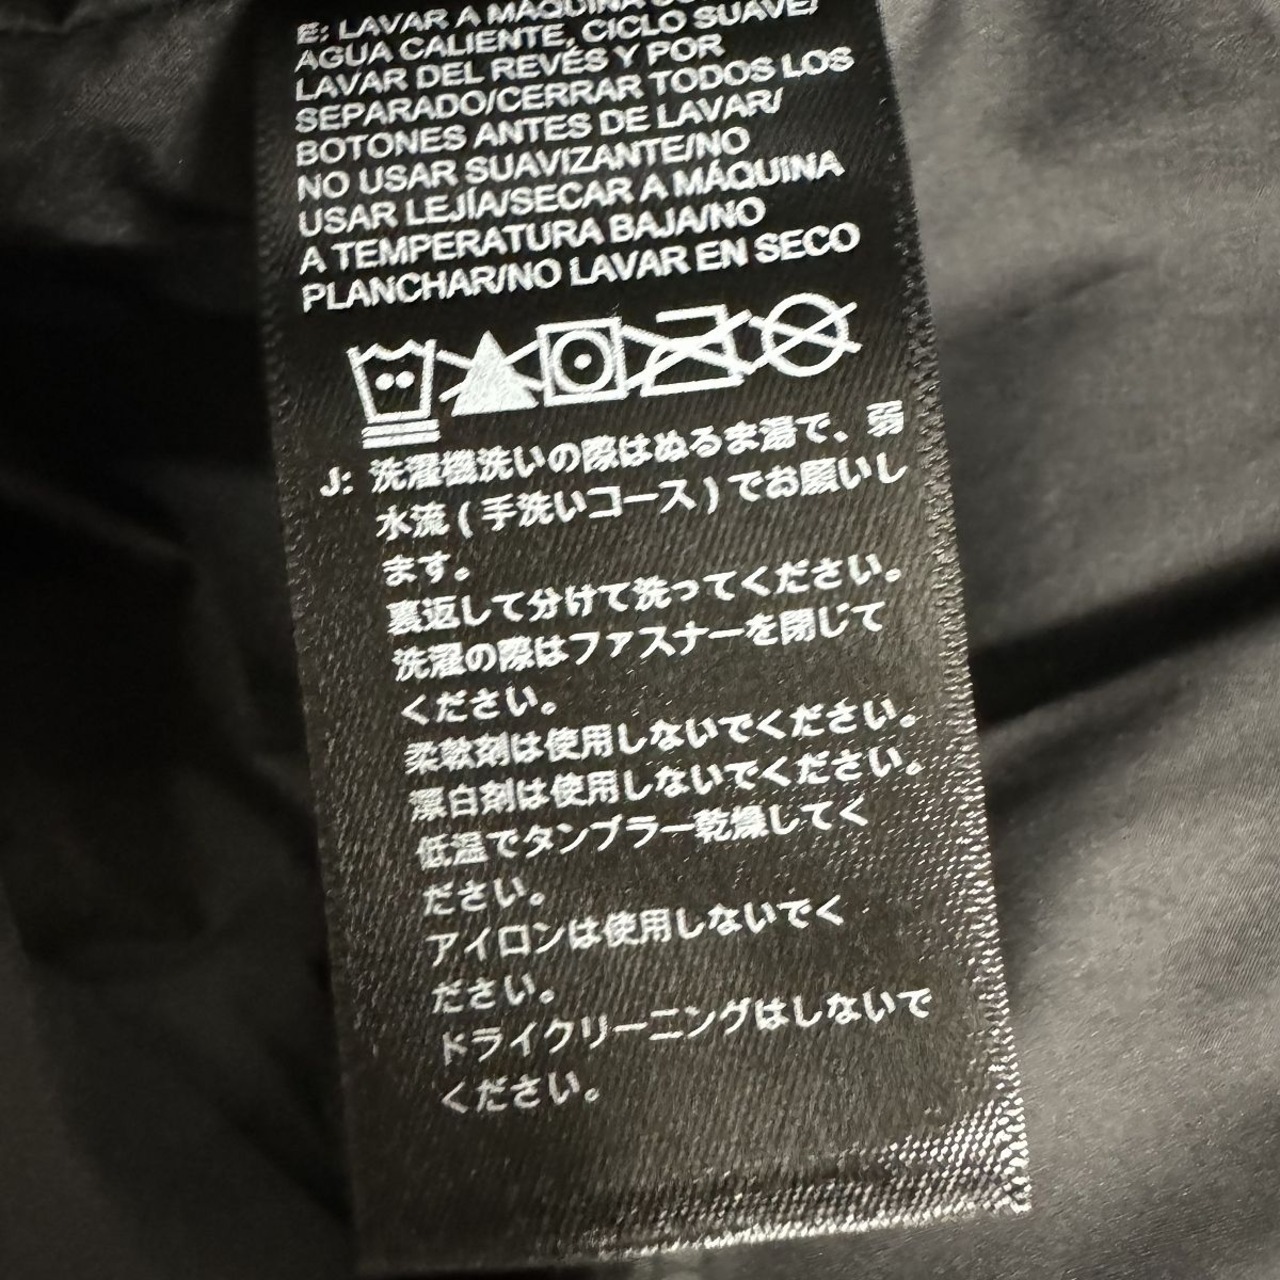 E: LAVAR A MÁQUINA
AGUA CALIENTE, CICLO SUAVE/
LAVAR DEL REVÉS Y POR
SEPARADO/CERRAR TODOS LOS
BOTONES ANTES DE LAVAR/
NO USAR SUAVIZANTE/NO
USAR LEJÍA/SECAR A MÁQUINA
A TEMPERATURA BAJA/NO
PLANCHAR/NO LAVAR EN SECO
J: 洗濯機洗いの際はぬるま湯で、弱
水流 ( 手洗いコース ) でお願いし
ます。
裏返して分けて洗ってください。
洗濯の際はファスナーを閉じて
ください。
柔軟剤は使用しないでください。
漂白剤は使用しないでください。
低温でタンブラー乾燥してく
ださい。
アイロンは使用しないでく
ださい。
ドライクリーニングはしないで
ください。